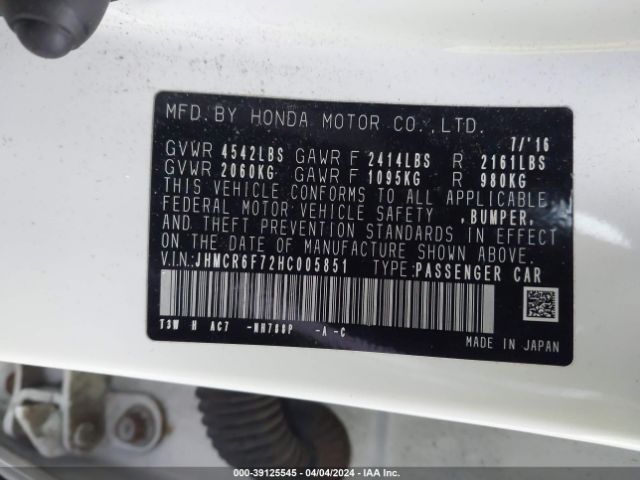 MFD. BY HONDA MOTOR CO.,LTD.
7/'16
GVWR 4542LBS GAWR F 2414LBS R 2161LBS
GVWR 2060KG GAWR F 1095KG R 980KG
THIS VEHICLE CONFORMS TO ALL APPLICABLE
FEDERAL MOTOR VEHICLE SAFETY ,BUMPER,
AND THEFT PREVENTION STANDARDS IN EFFECT
ON THE DATE OF MANUFACTURE SHOWN ABOVE.
V.I.N.:JHMCR6F72HC005851 TYPE:PASSENGER CAR
T3W H AC7 -NH788P -A -C
MADE IN JAPAN
000-39125545 - 04/04/2024 - IAA Inc.